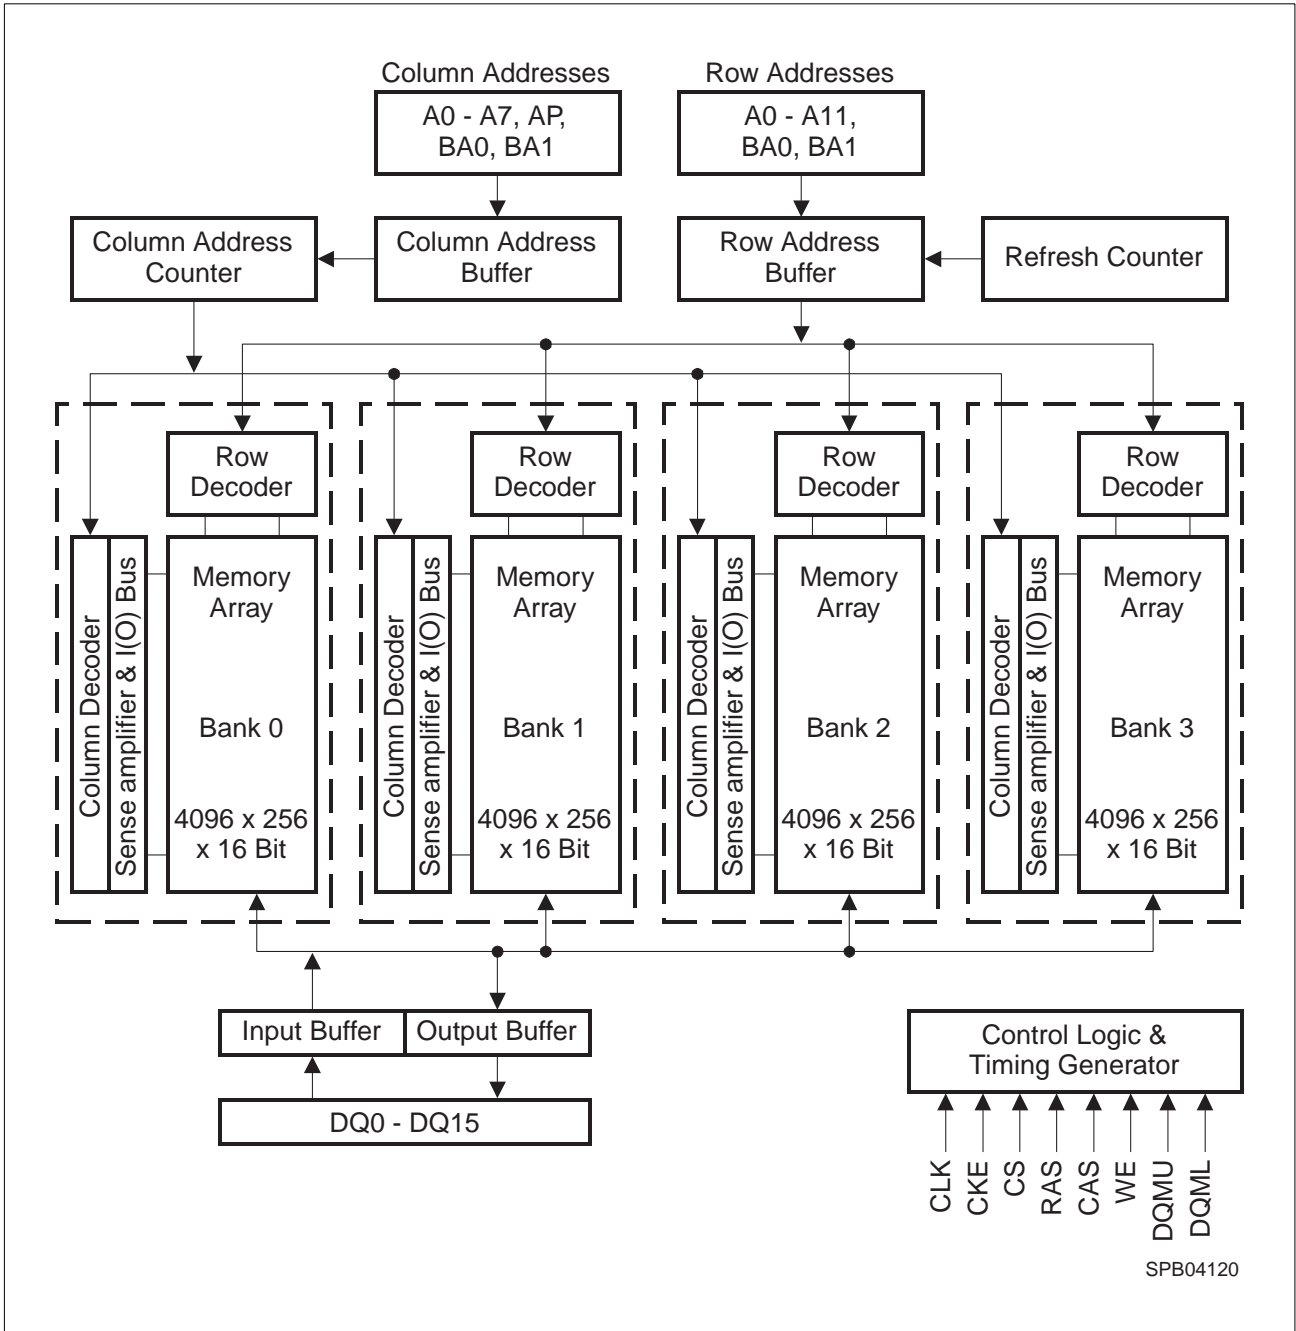 Column Addresses
Row Addresses
A0 - A7, AP,
BA0, BA1
A0 - A11,
BA0, BA1
Column Address
Counter
Column Address
Buffer
Row Address
Buffer
Refresh Counter
Row
Decoder
Row
Decoder
Row
Decoder
Row
Decoder
Column Decoder
Sense amplifier & I(O) Bus
Memory
Array
Bank 0
4096 x 256
x 16 Bit
Column Decoder
Sense amplifier & I(O) Bus
Memory
Array
Bank 1
4096 x 256
x 16 Bit
Column Decoder
Sense amplifier & I(O) Bus
Memory
Array
Bank 2
4096 x 256
x 16 Bit
Column Decoder
Sense amplifier & I(O) Bus
Memory
Array
Bank 3
4096 x 256
x 16 Bit
Input Buffer
Output Buffer
DQ0 - DQ15
Control Logic &
Timing Generator
CLK
CKE
CS
RAS
CAS
WE
DQMU
DQML
SPB04120